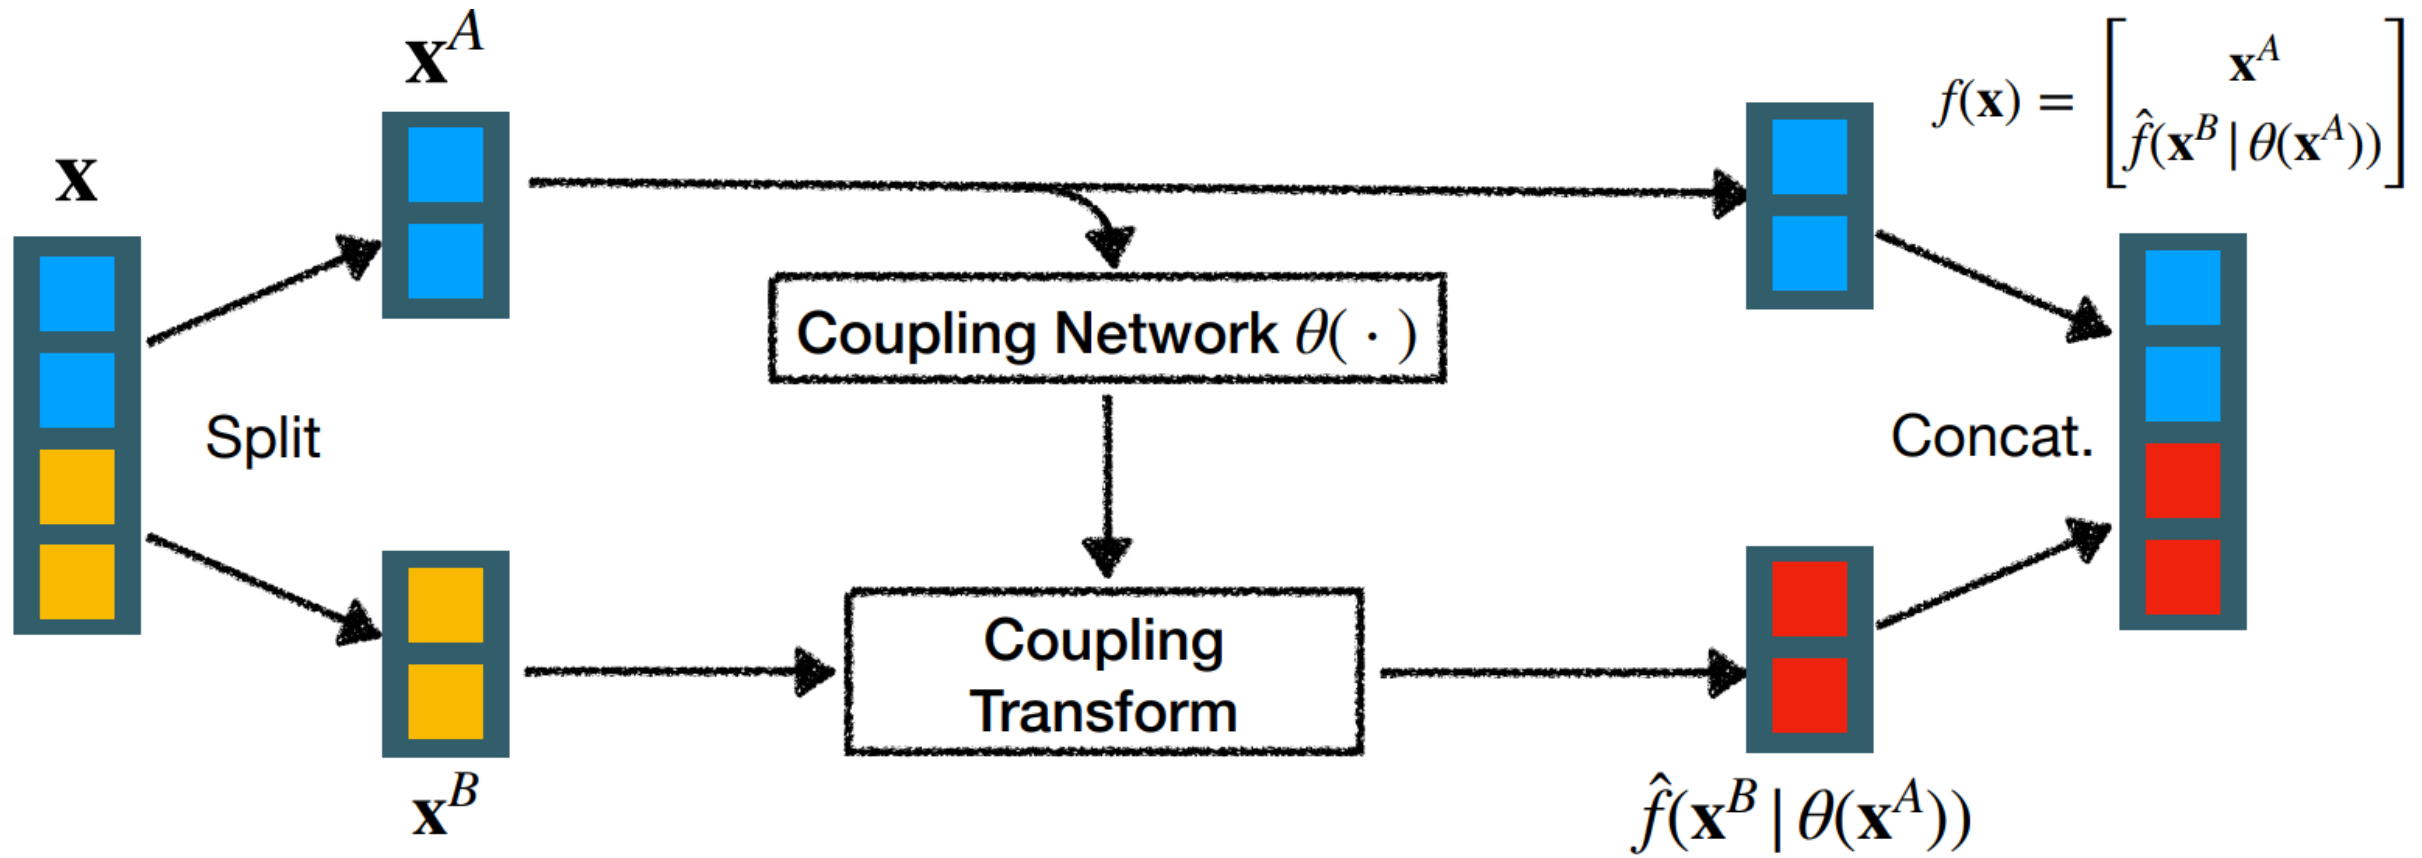 𝐱
𝐱^A
Split
𝐱^B
Coupling Network θ( · )
Coupling
Transform
f̂(𝐱^B | θ(𝐱^A))
Concat.
f(𝐱) = [ 𝐱^A
f̂(𝐱^B | θ(𝐱^A)) ]